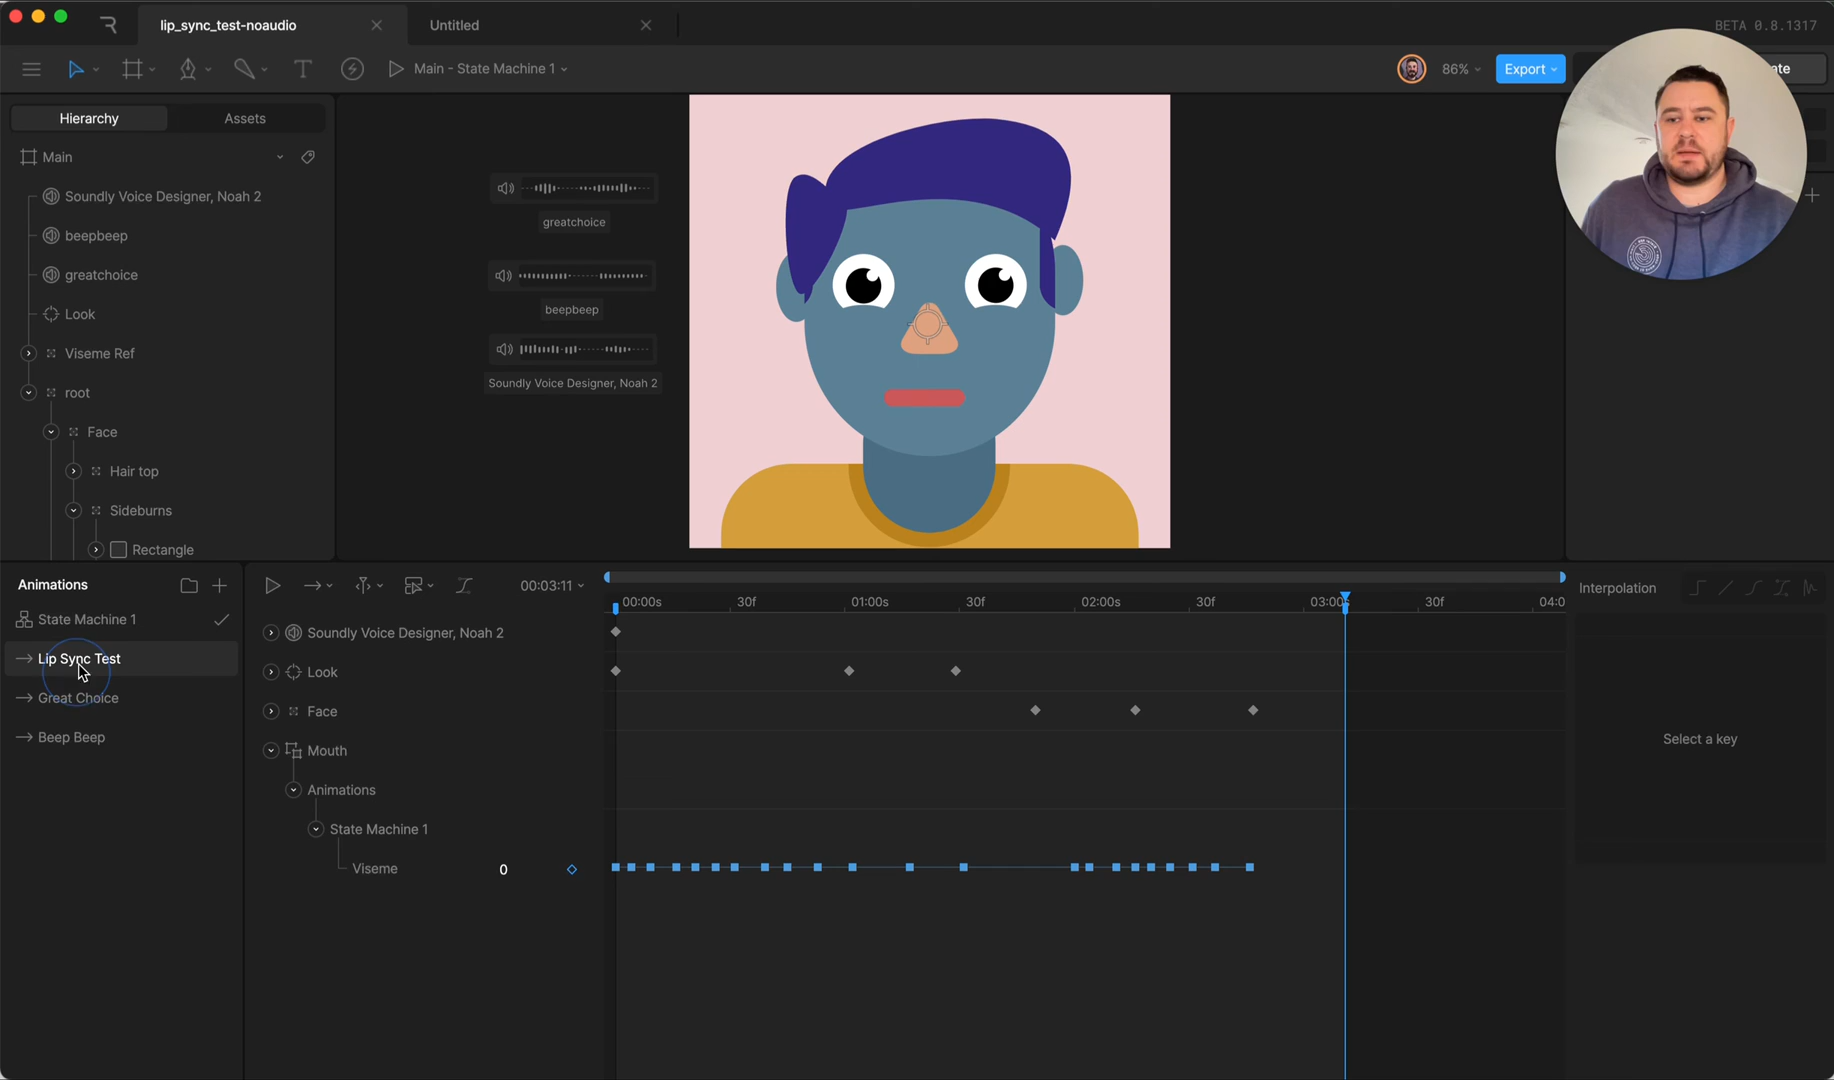 lip_sync_test-noaudio
Untitled
BETA 0.8.1317
Main - State Machine 1
86%
Export
Hierarchy
Assets
Main
Soundly Voice Designer, Noah 2
beepbeep
greatchoice
Look
Viseme Ref
root
Face
Hair top
Sideburns
Rectangle
greatchoice
beepbeep
Soundly Voice Designer, Noah 2
Animations
State Machine 1
Lip Sync Test
Great Choice
Beep Beep
00:03:11
00:00s 30f 01:00s 30f 02:00s 30f 03:00s 30f 04:0
Soundly Voice Designer, Noah 2
Look
Face
Mouth
Animations
State Machine 1
Viseme 0
Interpolation
Select a key